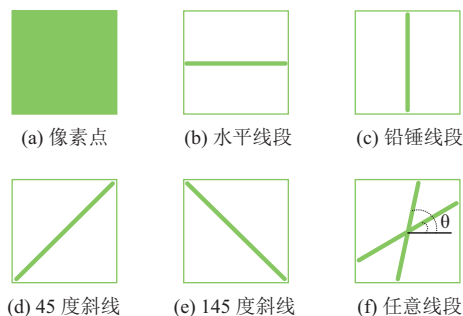 (a) 像素点
(b) 水平线段
(c) 铅锤线段
θ
(d) 45 度斜线
(e) 145 度斜线
(f) 任意线段